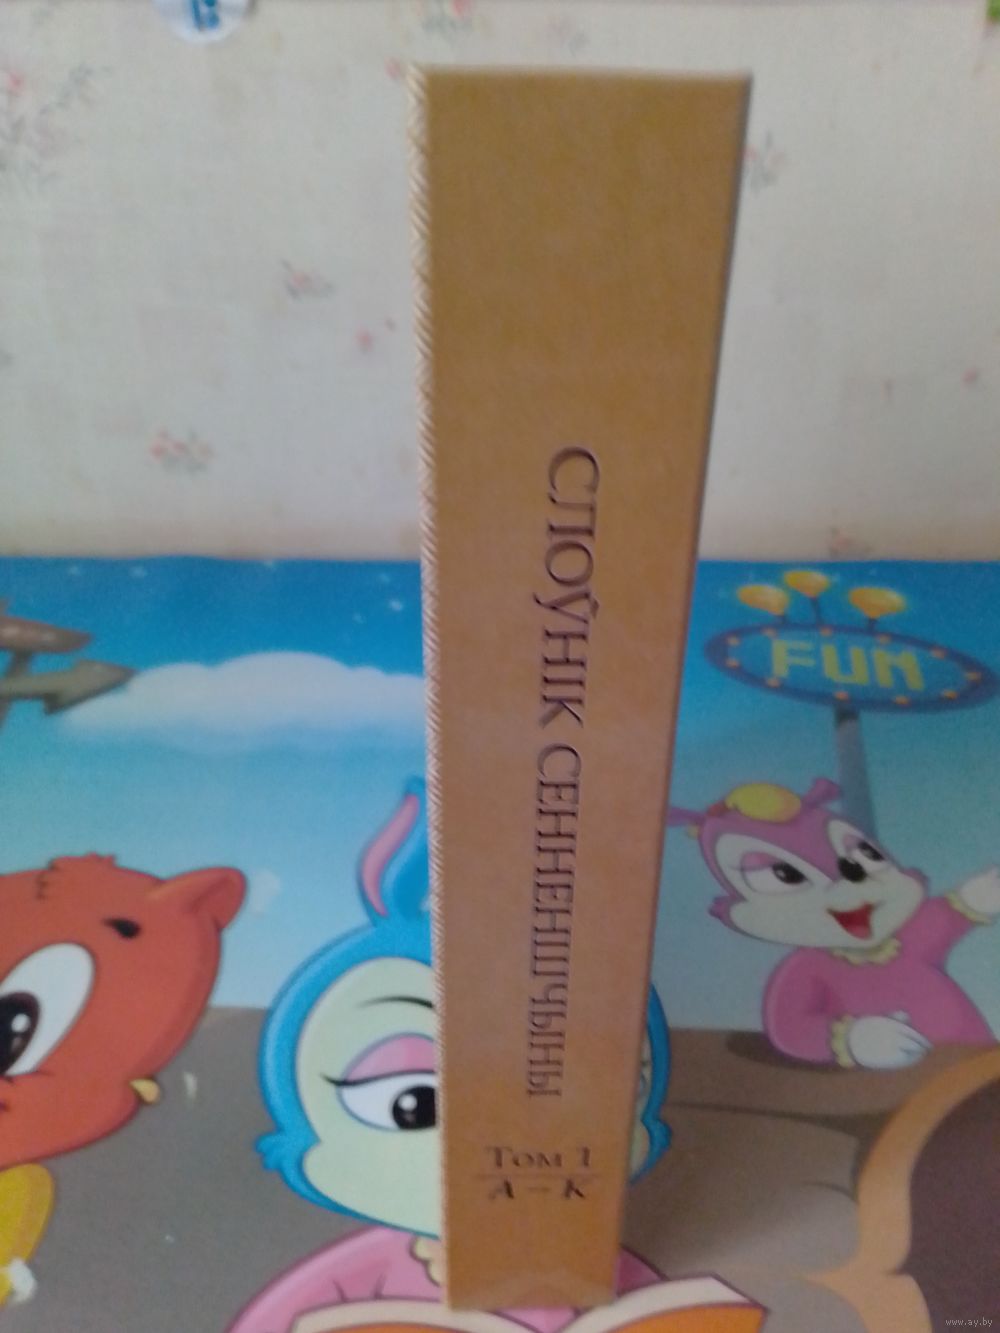 СЛОЎНІК СЕННЕНШЧЫНЫ
ТОМ 1
А – К
FUN
www.ay.by